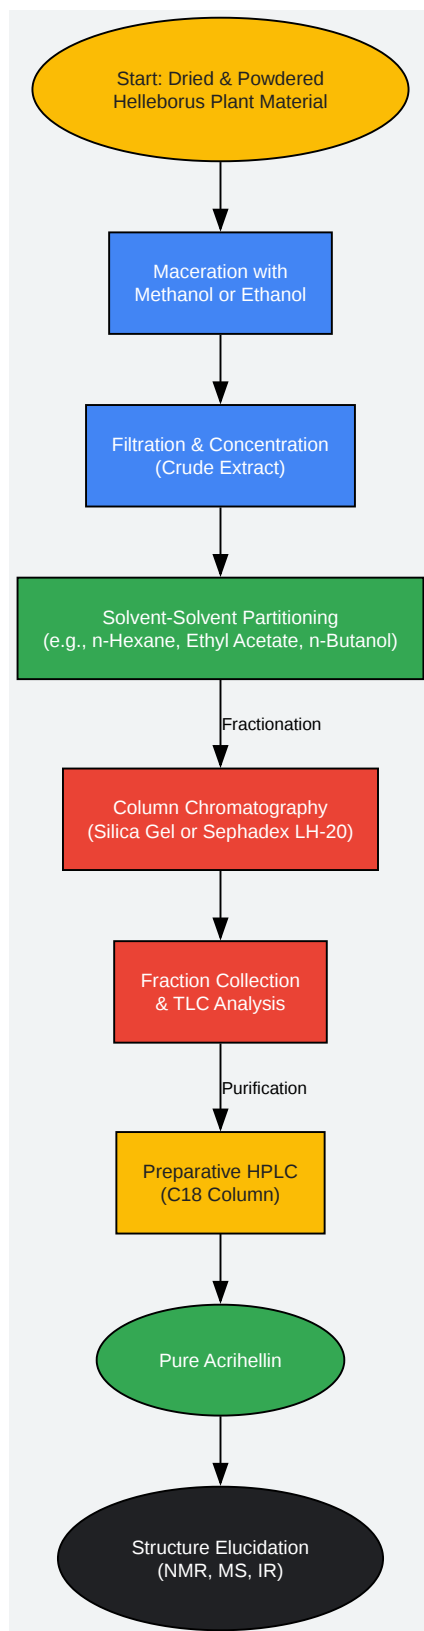 Start: Dried & Powdered
Helleborus Plant Material
Maceration with
Methanol or Ethanol
Filtration & Concentration
(Crude Extract)
Solvent-Solvent Partitioning
(e.g., n-Hexane, Ethyl Acetate, n-Butanol)
Fractionation
Column Chromatography
(Silica Gel or Sephadex LH-20)
Fraction Collection
& TLC Analysis
Purification
Preparative HPLC
(C18 Column)
Pure Acrihellin
Structure Elucidation
(NMR, MS, IR)